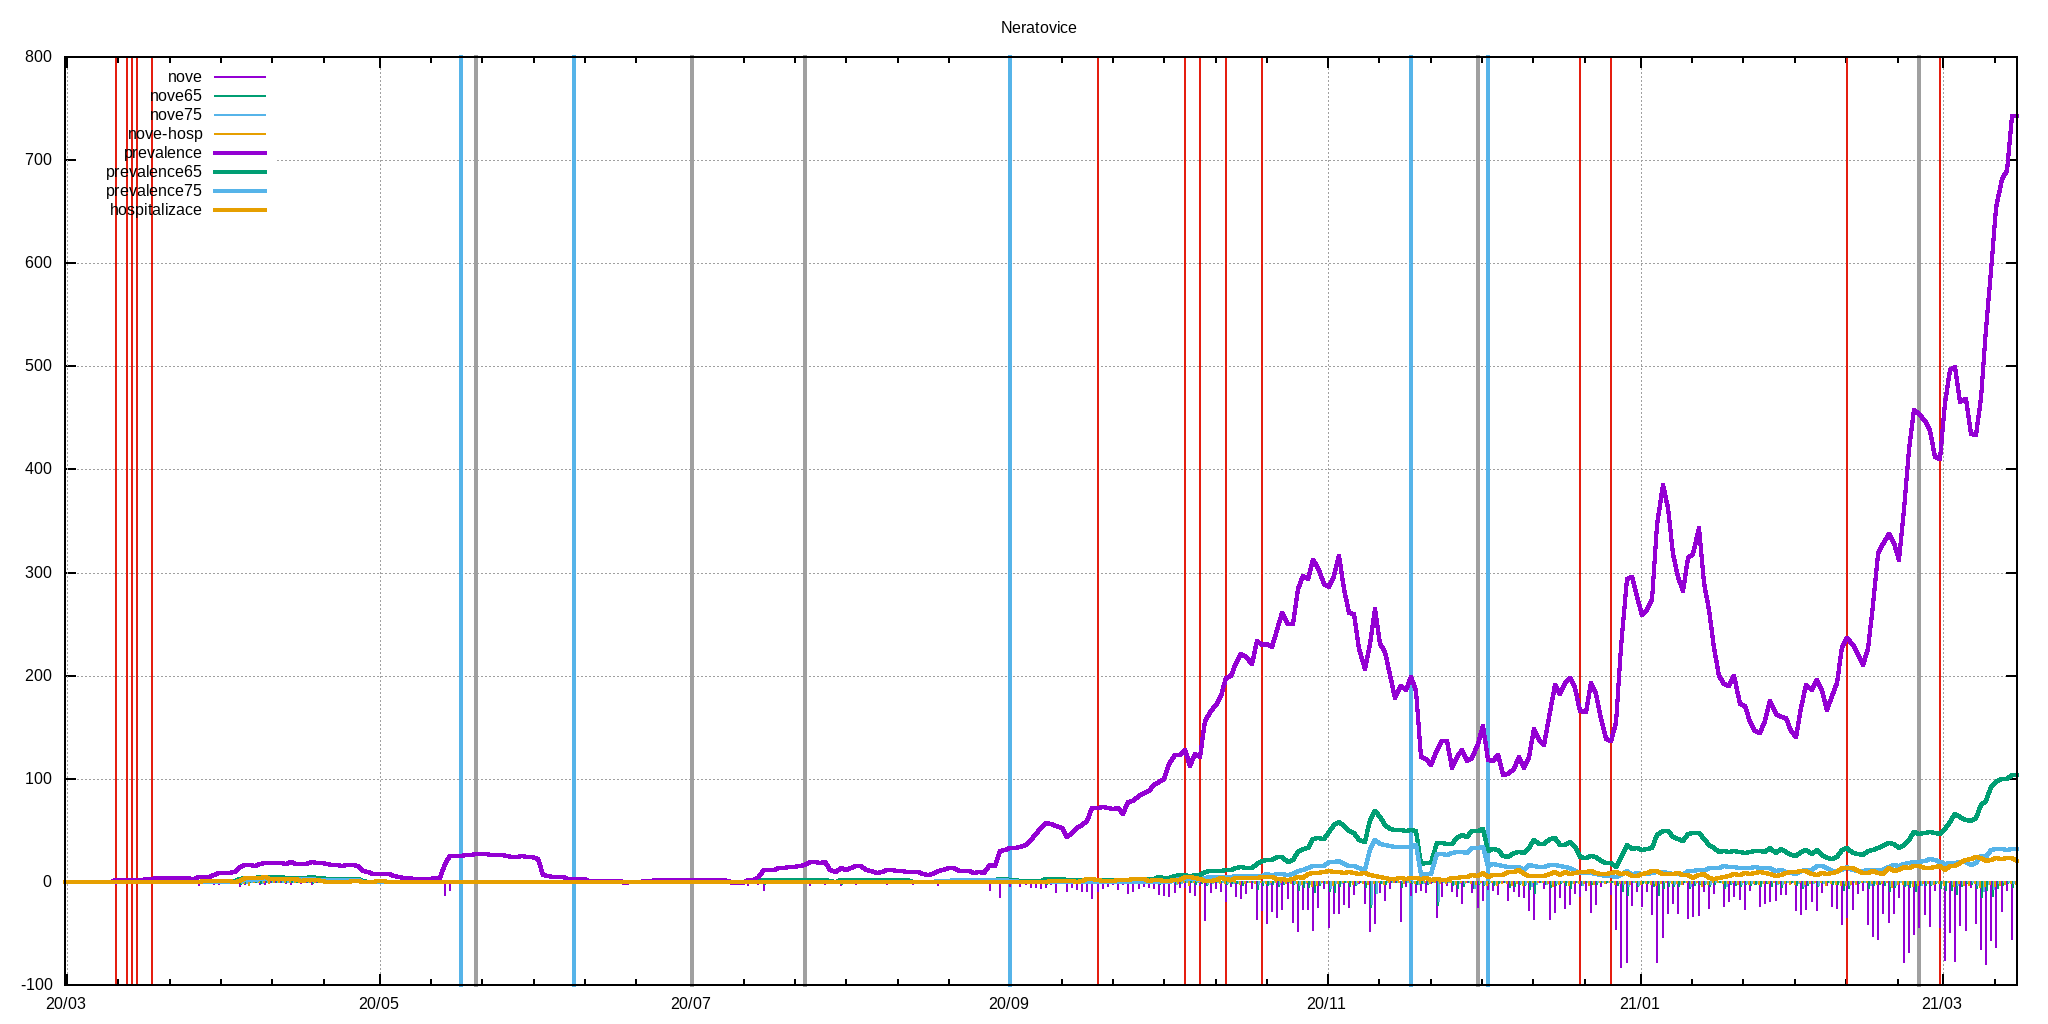 Neratovice
800
700
600
500
400
300
200
100
0
-100
nove
nove65
nove75
nove-hosp
prevalence
prevalence65
prevalence75
hospitalizace
20/03 20/05 20/07 20/09 20/11 21/01 21/03